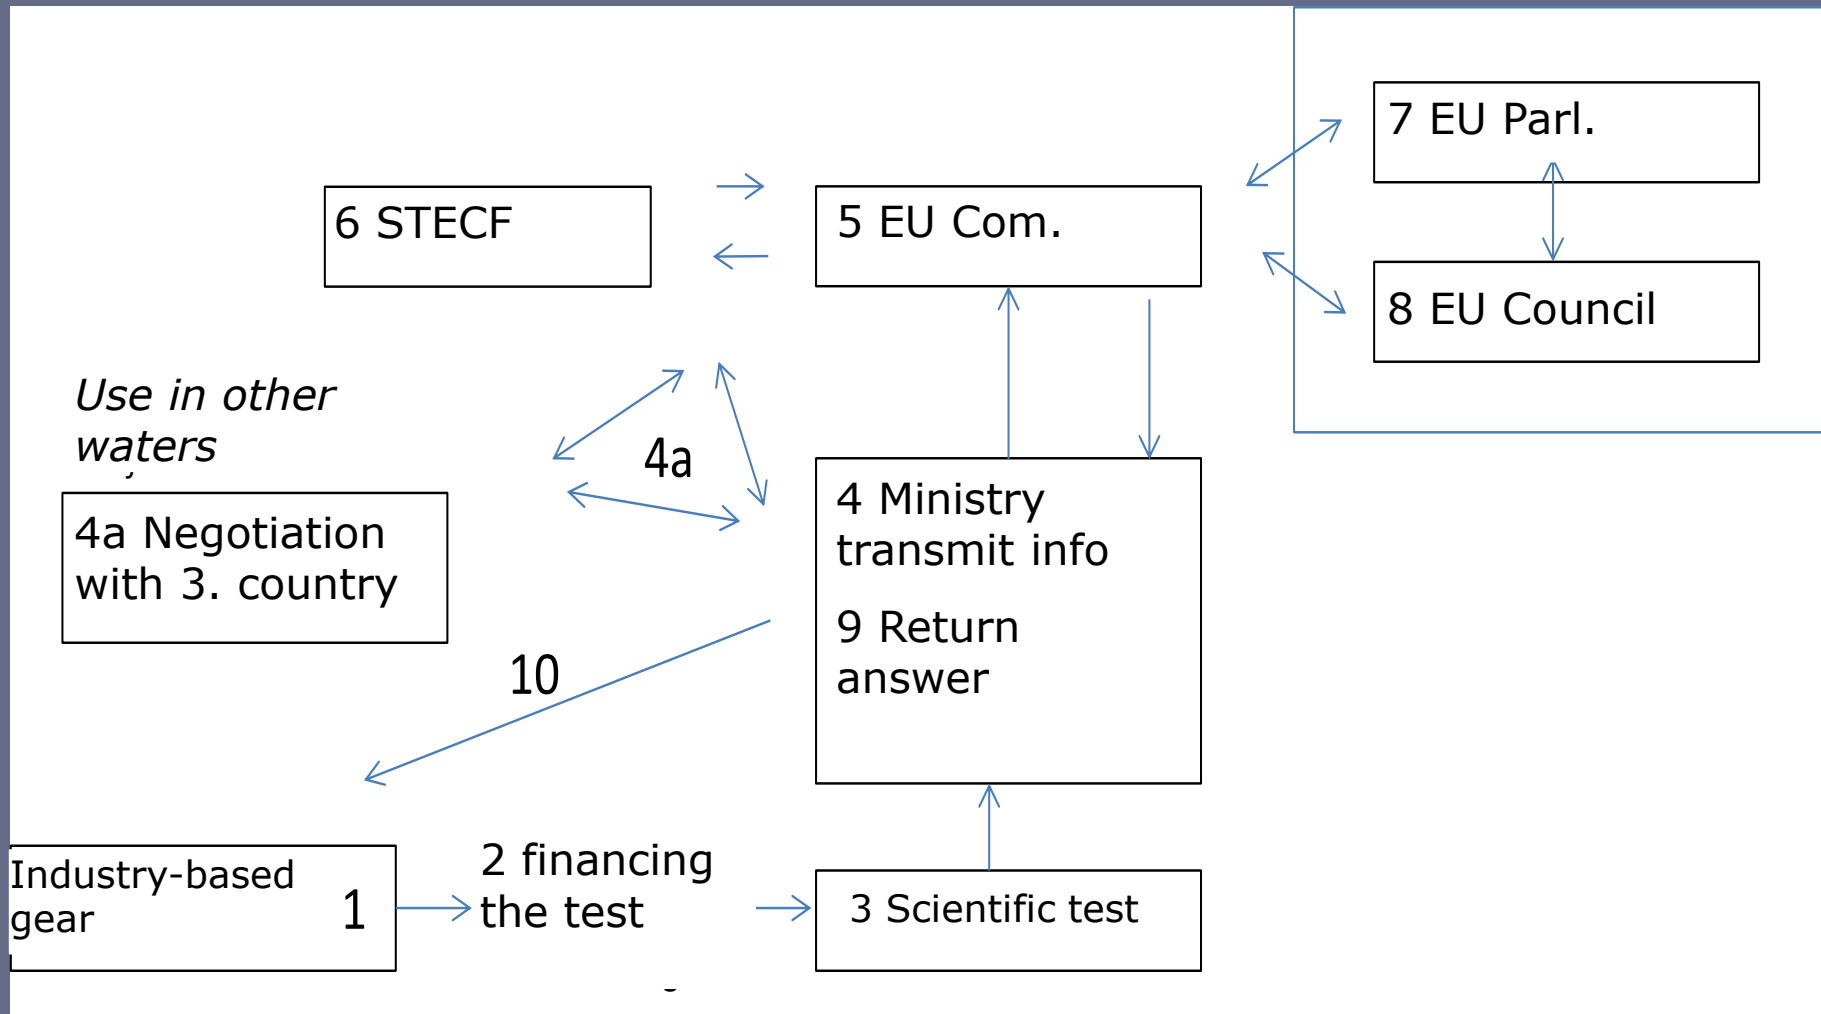 7 EU Parl.
6 STECF
5 EU Com.
8 EU Council
Use in other
waters
4a
4a Negotiation
with 3. country
4 Ministry
transmit info
9 Return
answer
10
Industry-based
gear
1
2 financing
the test
3 Scientific test